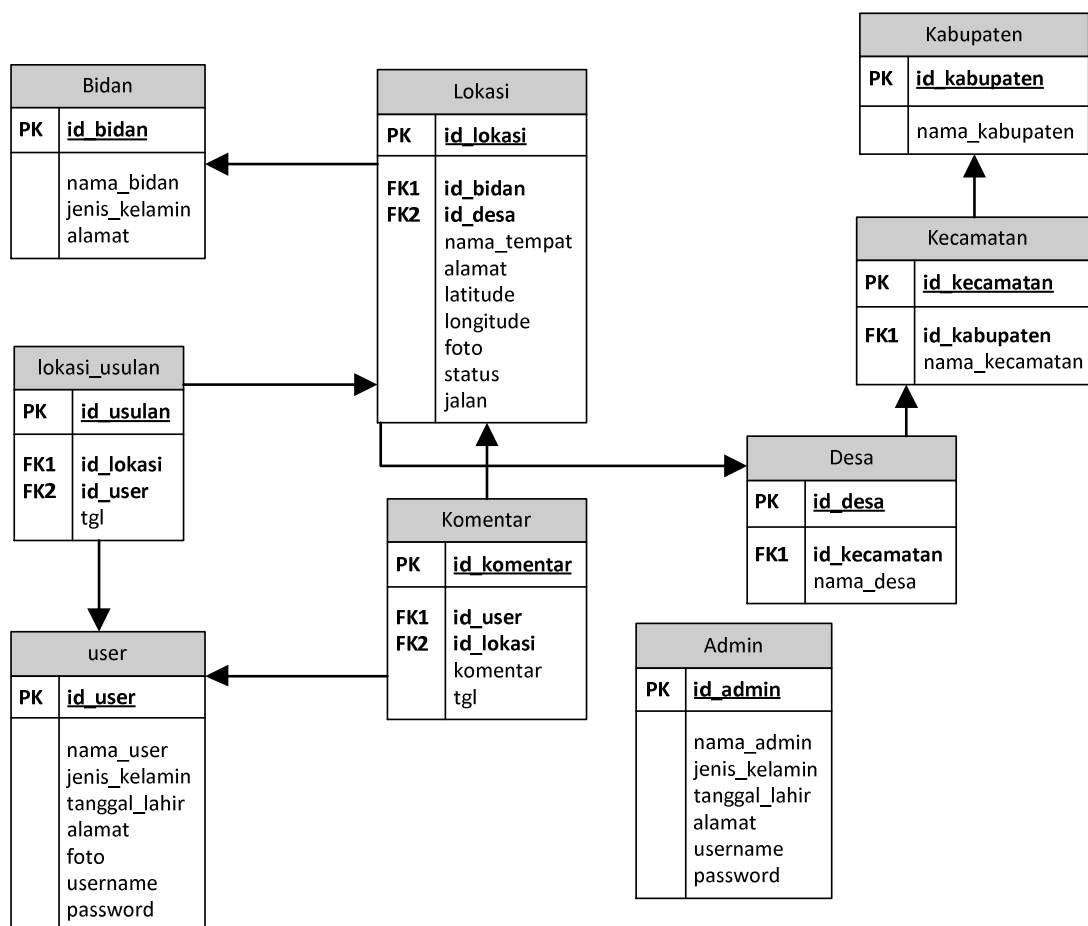 Bidan
PK id_bidan
nama_bidan
jenis_kelamin
alamat
Lokasi
PK id_lokasi
FK1 id_bidan
FK2 id_desa
nama_tempat
alamat
latitude
longitude
foto
status
jalan
Kabupaten
PK id_kabupaten
nama_kabupaten
Kecamatan
PK id_kecamatan
FK1 id_kabupaten
nama_kecamatan
lokasi_usulan
PK id_usulan
FK1 id_lokasi
FK2 id_user
tgl
Komentar
PK id_komentar
FK1 id_user
FK2 id_lokasi
komentar
tgl
Desa
PK id_desa
FK1 id_kecamatan
nama_desa
user
PK id_user
nama_user
jenis_kelamin
tanggal_lahir
alamat
foto
username
password
Admin
PK id_admin
nama_admin
jenis_kelamin
tanggal_lahir
alamat
username
password